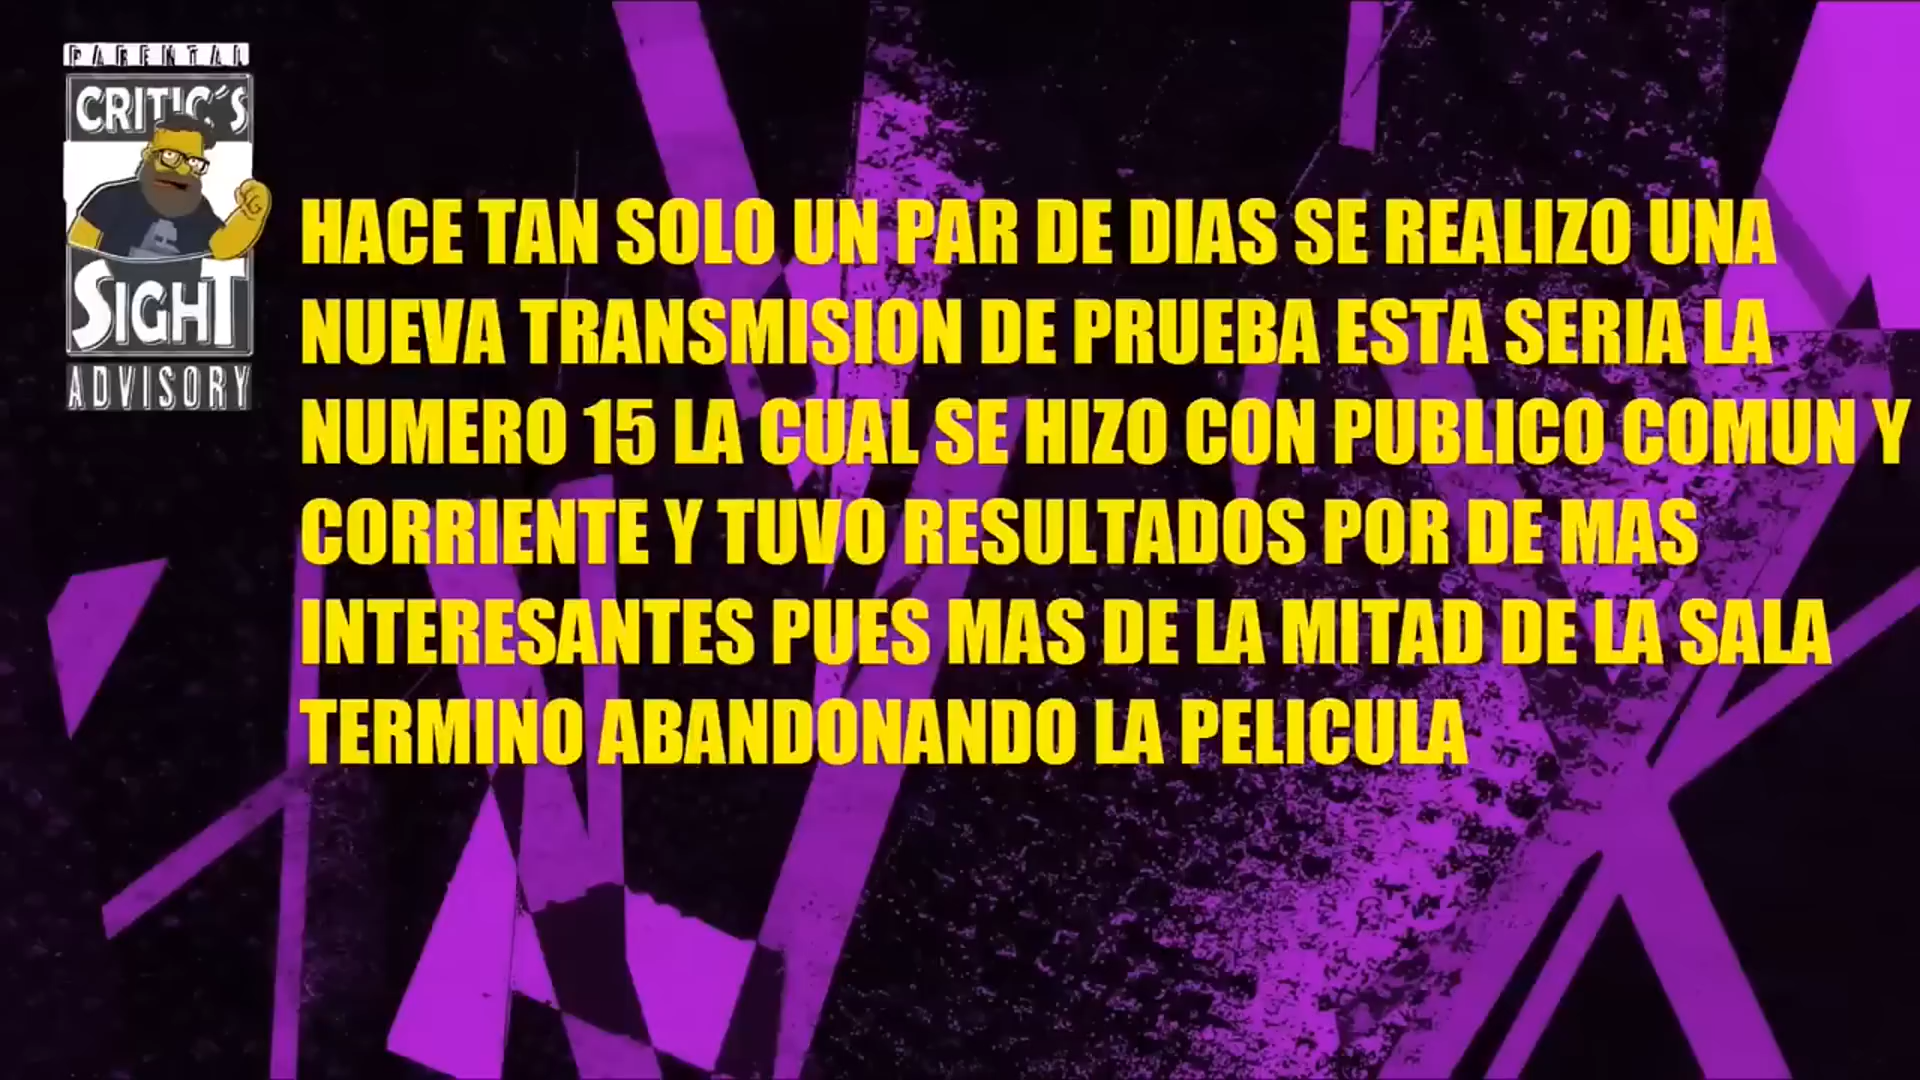 PARENTAL
CRITIC´S
SIGHT
ADVISORY
HACE TAN SOLO UN PAR DE DIAS SE REALIZO UNA
NUEVA TRANSMISION DE PRUEBA ESTA SERIA LA
NUMERO 15 LA CUAL SE HIZO CON PUBLICO COMUN Y
CORRIENTE Y TUVO RESULTADOS POR DE MAS
INTERESANTES PUES MAS DE LA MITAD DE LA SALA
TERMINO ABANDONANDO LA PELICULA